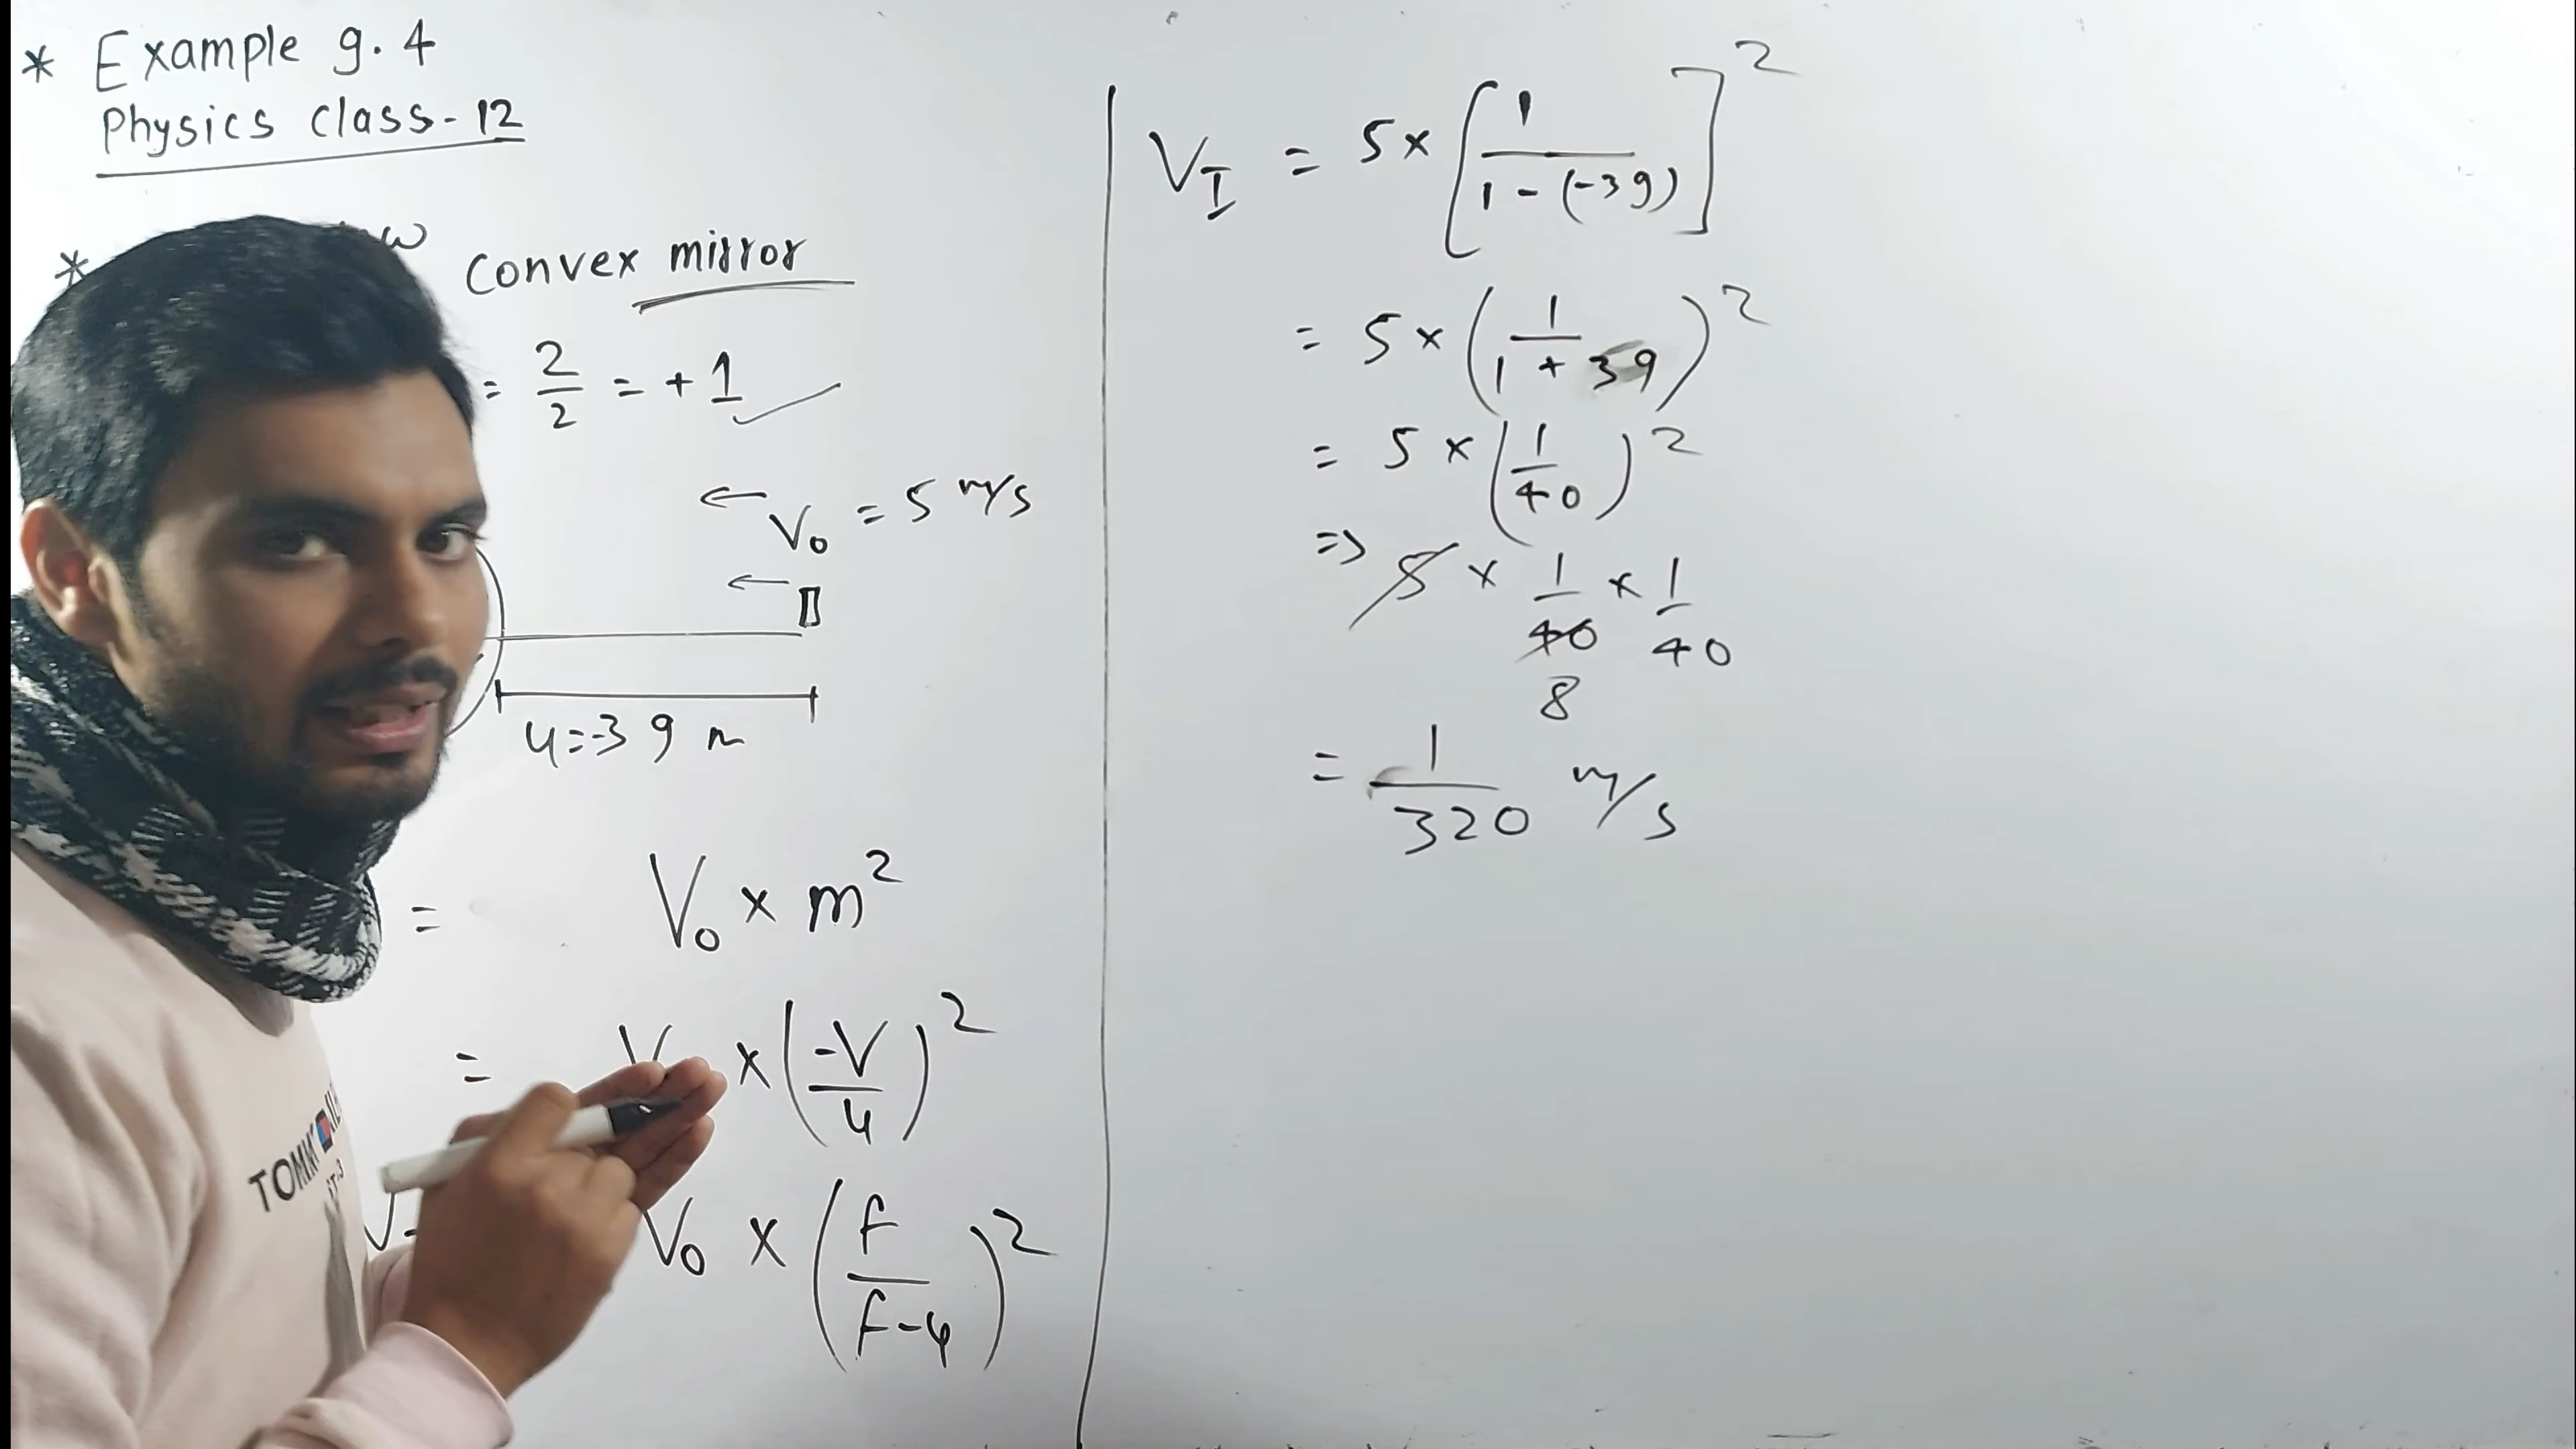 * Example 9.4
Physics class-12
* w convex mirror
= 2/2 = +1
← V₀ = 5 m/s
←
u=-39 m
= V₀ × m²
= V × (-V/u)²
V₀ × (f/f-u)²
TOMM
V_I = 5× [1/1-(-39)]²
= 5 × (1/1+39)²
= 5 × (1/40)²
=> 5 × 1/40 × 1/40
8
= 1/320 m/s